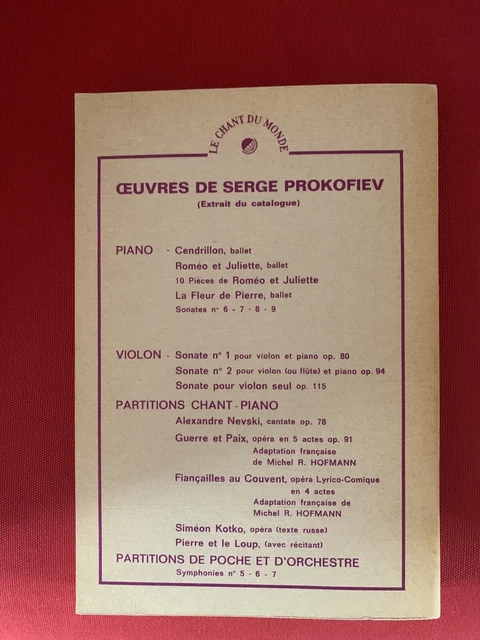 LE CHANT DU MONDE
ŒUVRES DE SERGE PROKOFIEV
(Extrait du catalogue)
PIANO - Cendrillon, ballet
Roméo et Juliette, ballet
10 Pièces de Roméo et Juliette
La Fleur de Pierre, ballet
Sonates n° 6 - 7 - 8 - 9
VIOLON - Sonate n° 1 pour violon et piano op. 80
Sonate n° 2 pour violon (ou flûte) et piano op. 94
Sonate pour violon seul op. 115
PARTITIONS CHANT - PIANO
Alexandre Nevski, cantate op. 78
Guerre et Paix, opéra en 5 actes op. 91
Adaptation française
de Michel R. HOFMANN
Fiançailles au Couvent, opéra Lyrico-Comique
en 4 actes
Adaptation française de
Michel R. HOFMANN
Siméon Kotko, opéra (texte russe)
Pierre et le Loup, (avec récitant)
PARTITIONS DE POCHE ET D'ORCHESTRE
Symphonies n° 5 - 6 - 7